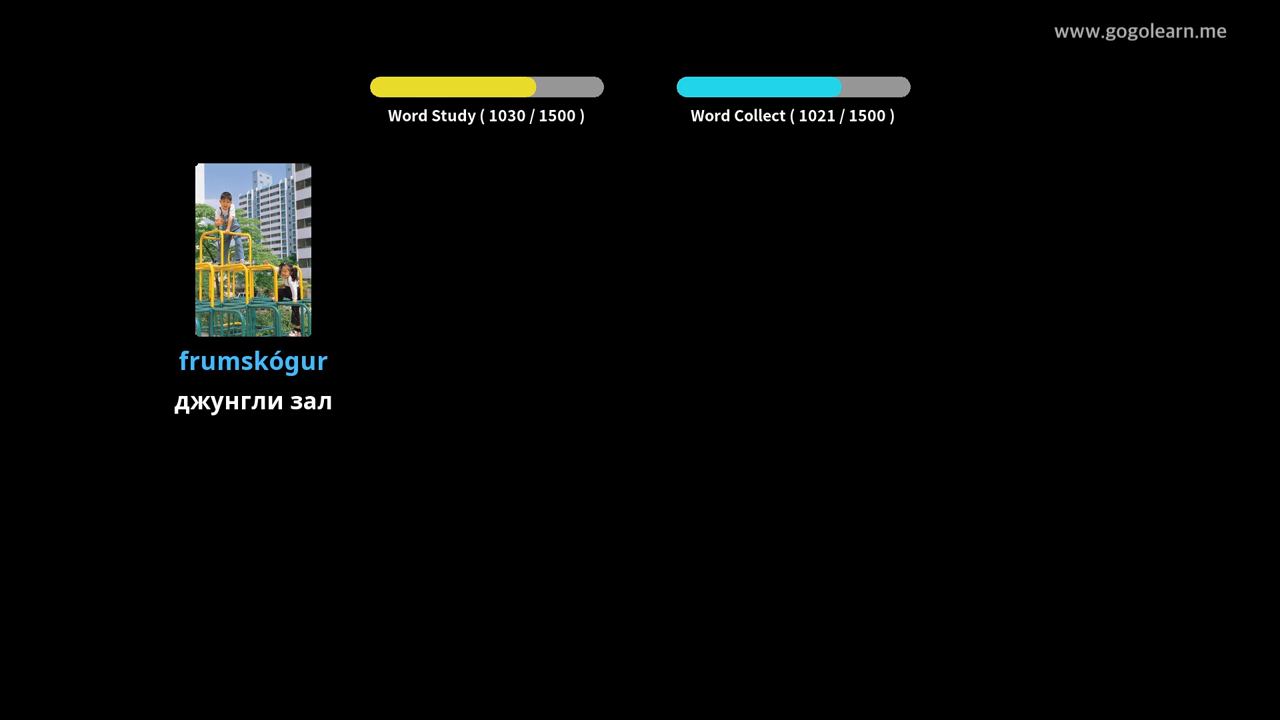 www.gogolearn.me
Word Study ( 1030 / 1500 )
Word Collect ( 1021 / 1500 )
frumskógur
джунгли зал